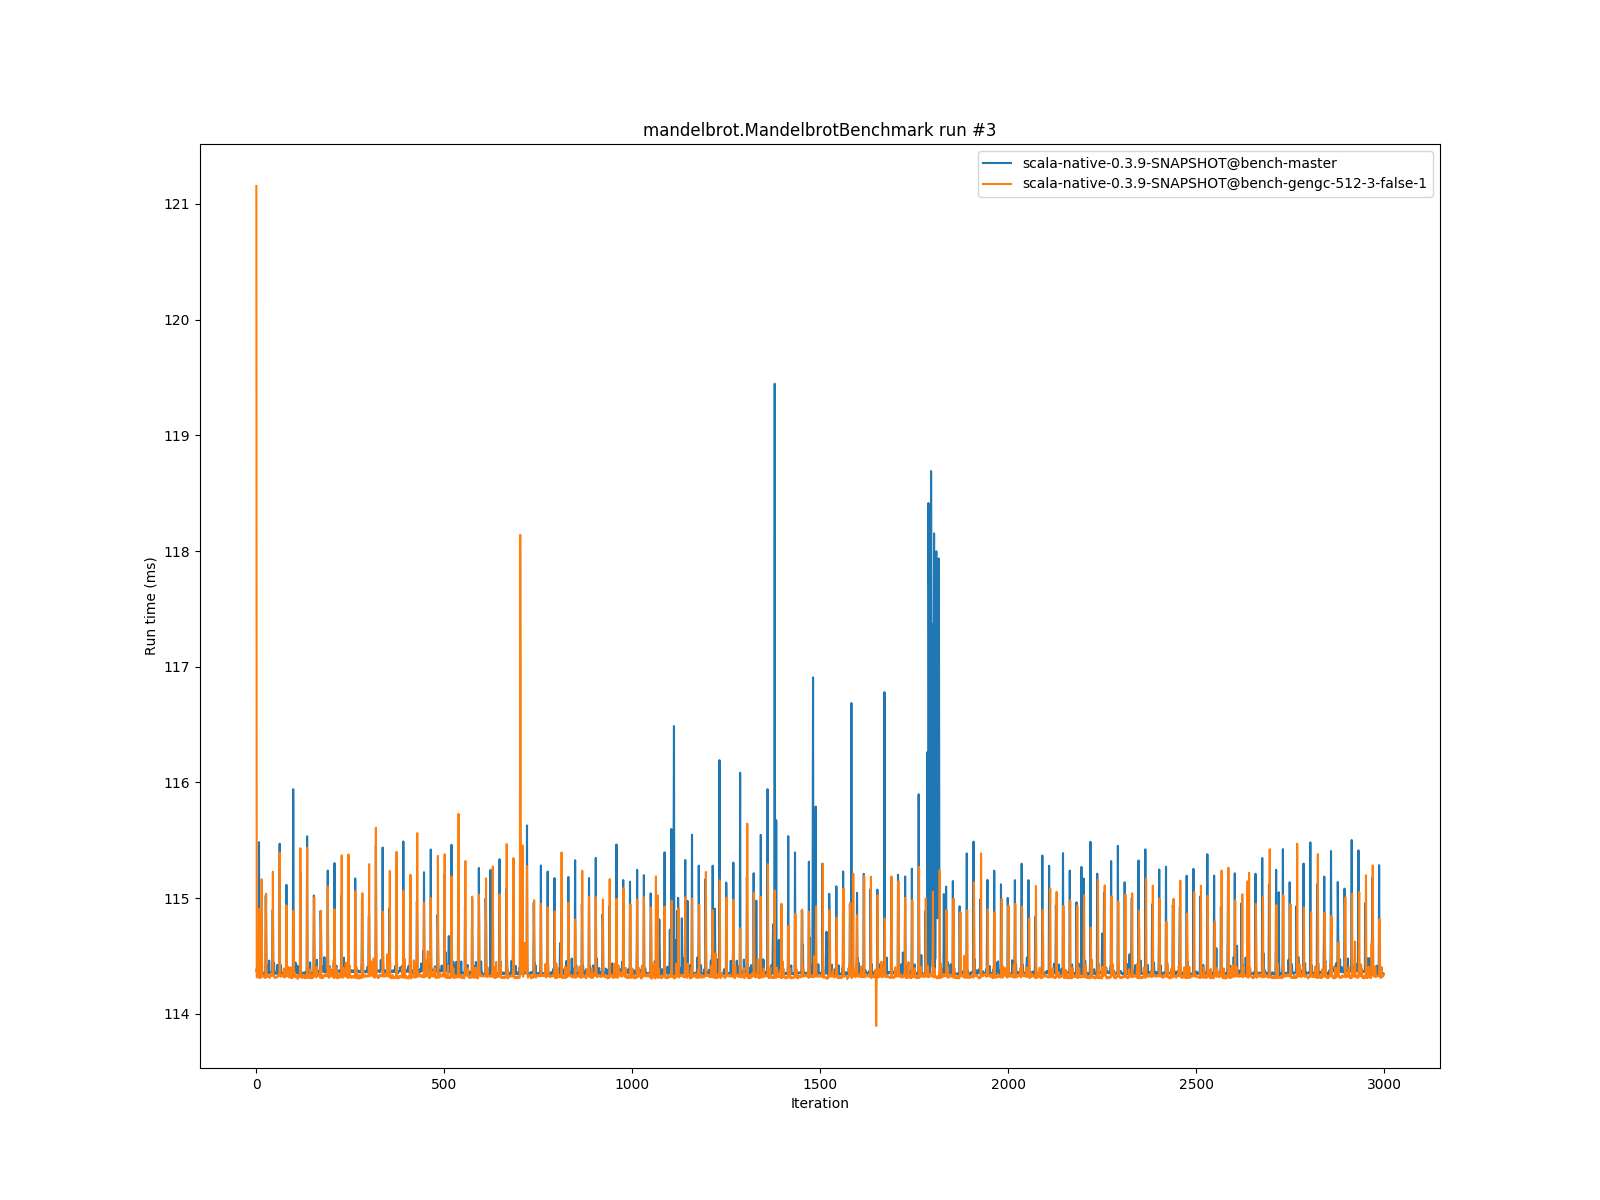 mandelbrot.MandelbrotBenchmark run #3
scala-native-0.3.9-SNAPSHOT@bench-master
scala-native-0.3.9-SNAPSHOT@bench-gengc-512-3-false-1
121
120
119
118
117
116
115
114
Run time (ms)
0 500 1000 1500 2000 2500 3000
Iteration